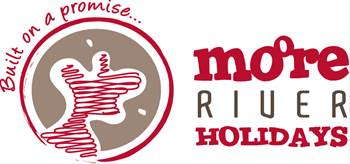 Built on a promise...
moore
RIVER
HOLIDAYS